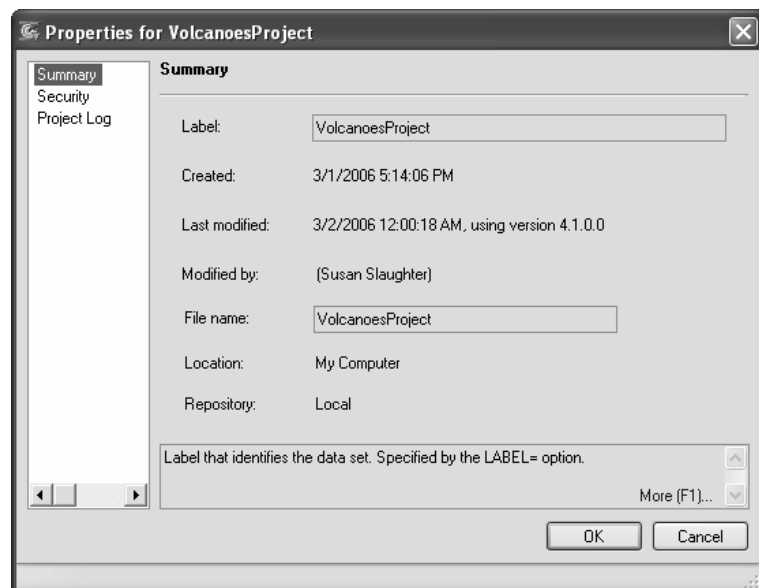 Properties for VolcanoesProject
Summary
Security
Project Log
Summary
Label: VolcanoesProject
Created: 3/1/2006 5:14:06 PM
Last modified: 3/2/2006 12:00:18 AM, using version 4.1.0.0
Modified by: (Susan Slaughter)
File name: VolcanoesProject
Location: My Computer
Repository: Local
Label that identifies the data set. Specified by the LABEL= option.
More (F1)...
OK Cancel